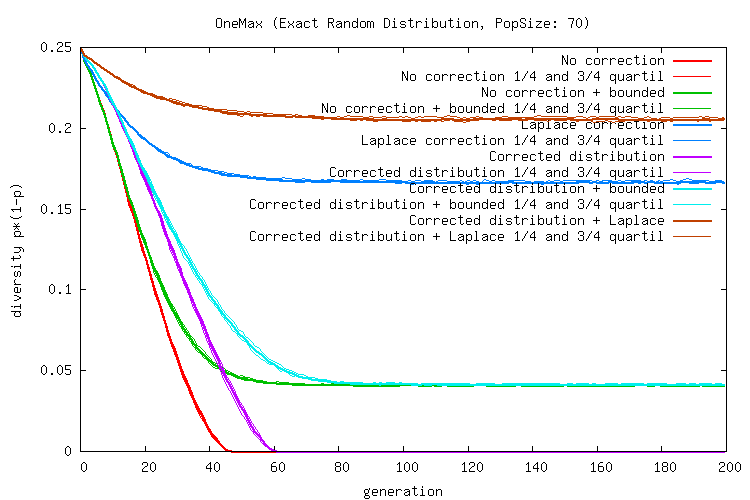 OneMax (Exact Random Distribution, PopSize: 70)
0.25
0.2
0.15
0.1
0.05
0
diversity p*(1-p)
No correction
No correction 1/4 and 3/4 quartil
No correction + bounded
No correction + bounded 1/4 and 3/4 quartil
Laplace correction
Laplace correction 1/4 and 3/4 quartil
Corrected distribution
Corrected distribution 1/4 and 3/4 quartil
Corrected distribution + bounded
Corrected distribution + bounded 1/4 and 3/4 quartil
Corrected distribution + Laplace
Corrected distribution + Laplace 1/4 and 3/4 quartil
0 20 40 60 80 100 120 140 160 180 200
generation